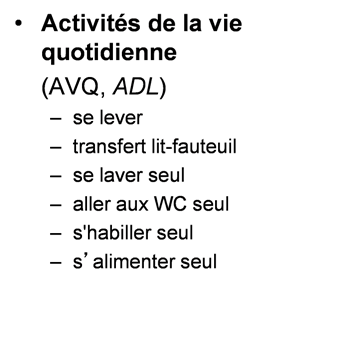 • Activités de la vie
quotidienne
(AVQ, ADL)
– se lever
– transfert lit-fauteuil
– se laver seul
– aller aux WC seul
– s'habiller seul
– s’alimenter seul